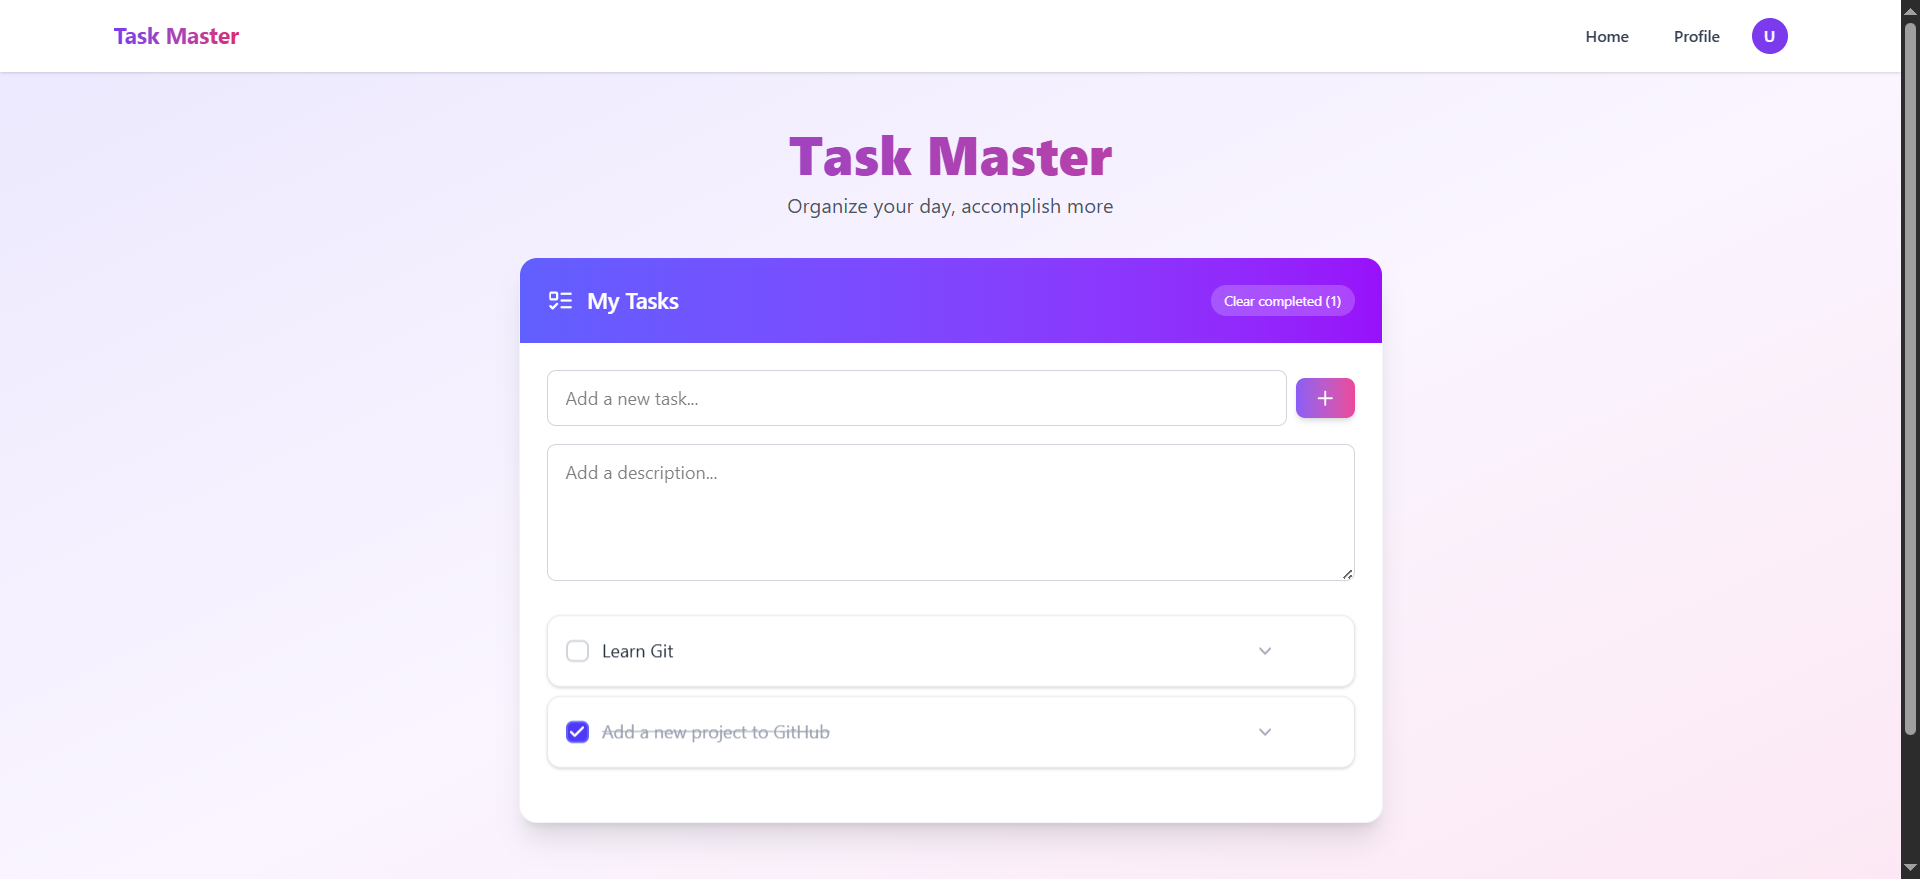 Task Master
Home
Profile
U
Task Master
Organize your day, accomplish more
My Tasks
Clear completed (1)
Add a new task...
Add a description...
Learn Git
Add a new project to GitHub